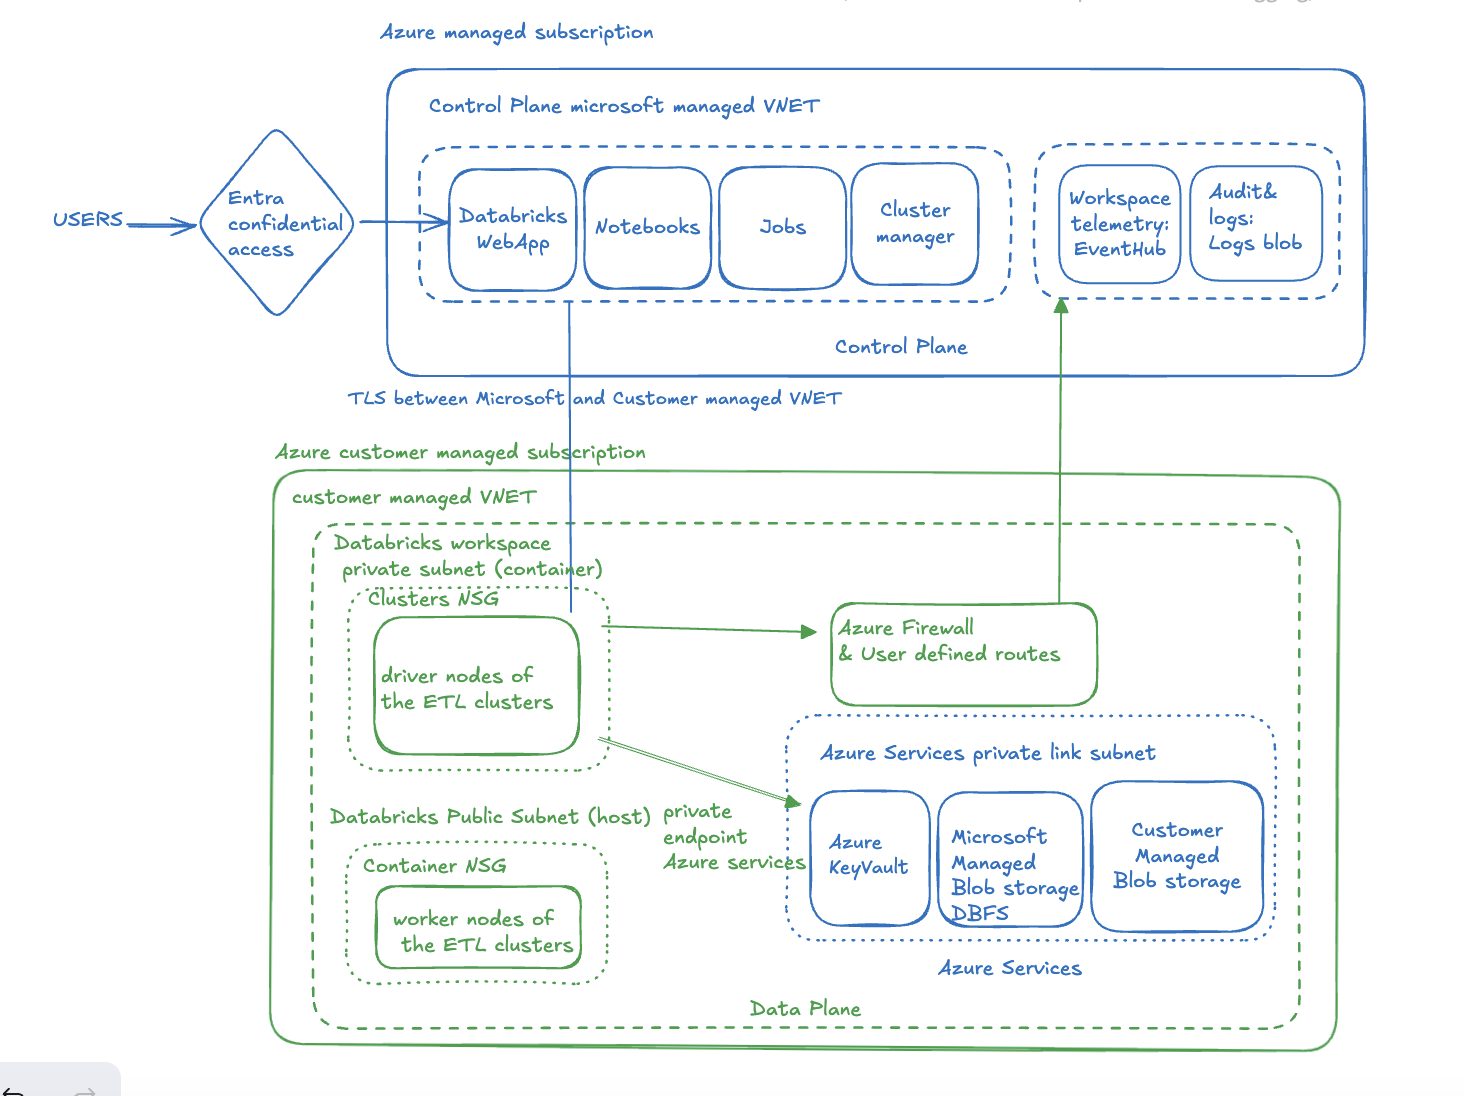 Azure managed subscription
Control Plane microsoft managed VNET
USERS
Entra
confidential
access
Databricks
WebApp
Notebooks
Jobs
Cluster
manager
Workspace
telemetry:
EventHub
Audit&
logs:
Logs blob
Control Plane
TLS between Microsoft and Customer managed VNET
Azure customer managed subscription
customer managed VNET
Databricks workspace
private subnet (container)
Clusters NSG
driver nodes of
the ETL clusters
Azure Firewall
& User defined routes
Azure Services private link subnet
Databricks Public Subnet (host)
private
endpoint
Azure services
Azure
KeyVault
Microsoft
Managed
Blob storage
DBFS
Customer
Managed
Blob storage
Container NSG
worker nodes of
the ETL clusters
Azure Services
Data Plane